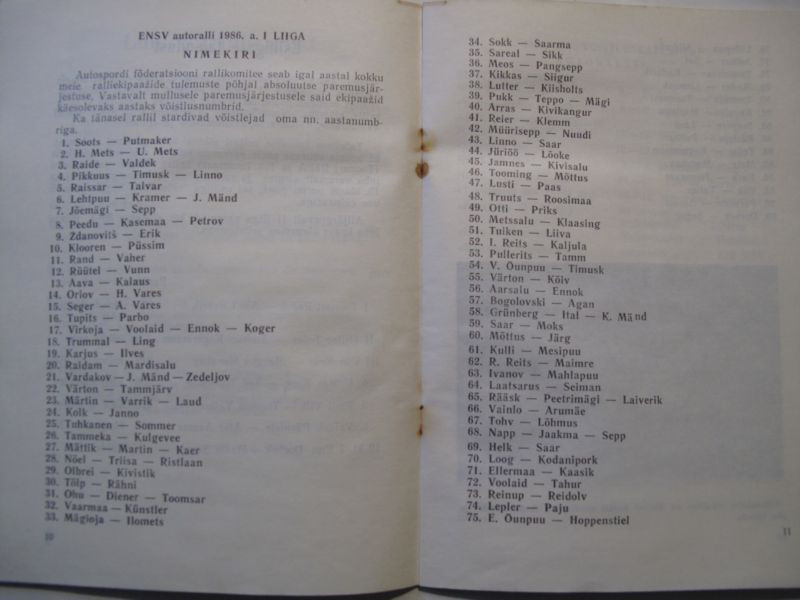 ENSV autoralli 1986. a. I LIIGA
NIMEKIRI
Autospordi föderatsiooni rallikomitee seab igal aastal kokku
meie ralliekipaažide tulemuste põhjal absoluutse paremusjär-
jestuse. Vastavalt mullusele paremusjärjestusele said ekipaažid
käesolevaks aastaks võistlusnumbrid.
Ka tänasel rallil stardivad võistlejad oma nn. aastanumb-
riga.
1. Soots — Putmaker
2. H. Mets — U. Mets
3. Raide — Valdek
4. Pikkuus — Timusk — Linno
5. Raissar — Talvar
6. Lehtpuu — Kramer — J. Mänd
7. Jõemägi — Sepp
8. Peedu — Kasemaa — Petrov
9. Ždanovitš — Erik
10. Klooren — Püssim
11. Rand — Vaher
12. Rüütel — Vunn
13. Aava — Kalaus
14. Orlov — H. Vares
15. Seger — A. Vares
16. Tupits — Parbo
17. Virkoja — Voolaid — Ennok — Koger
18. Trummal — Ling
19. Karjus — Ilves
20. Raidam — Mardisalu
21. Vardakov — J. Mänd — Zedeljov
22. Värton — Tammjärv
23. Märtin — Varrik — Laud
24. Kolk — Janno
25. Tuhkanen — Sommer
26. Tammeka — Kulgevee
27. Mätlik — Martin — Kaer
28. Nõel — Triisa — Ristlaan
29. Olbrei — Kivistik
30. Tölp — Rähni
31. Ohu — Diener — Toomsar
32. Vaarmaa — Künstler
33. Mägioja — Ilomets
10
34. Sokk — Saarma
35. Sareal — Sikk
36. Meos — Pangsepp
37. Kikkas — Siigur
38. Lutter — Kiisholts
39. Pukk — Teppo — Mägi
40. Arras — Kivikangur
41. Reier — Klemm
42. Müürisepp — Nuudi
43. Linno — Saar
44. Jüriöö — Lõoke
45. Jamnes — Kivisalu
46. Tooming — Mõttus
47. Lusti — Paas
48. Truuts — Roosimaa
49. Otti — Priks
50. Metssalu — Klaasing
51. Tuiken — Liiva
52. I. Reits — Kaljula
53. Pullerits — Tamm
54. V. Õunpuu — Timusk
55. Värton — Kõiv
56. Aarsalu — Ennok
57. Bogolovski — Agan
58. Grünberg — Ital — K. Mänd
59. Saar — Moks
60. Mõttus — Järg
61. Kulli — Mesipuu
62. R. Reits — Maimre
63. Ivanov — Mahlapuu
64. Laatsarus — Seiman
65. Rääsk — Peetrimägi — Laiverik
66. Vainlo — Arumäe
67. Tohv — Lõhmus
68. Napp — Jaakma — Sepp
69. Helk — Saar
70. Loog — Kodanipork
71. Ellermaa — Kaasik
72. Voolaid — Tahur
73. Reinup — Reidolv
74. Lepler — Paju
75. E. Õunpuu — Hoppenstiel
11